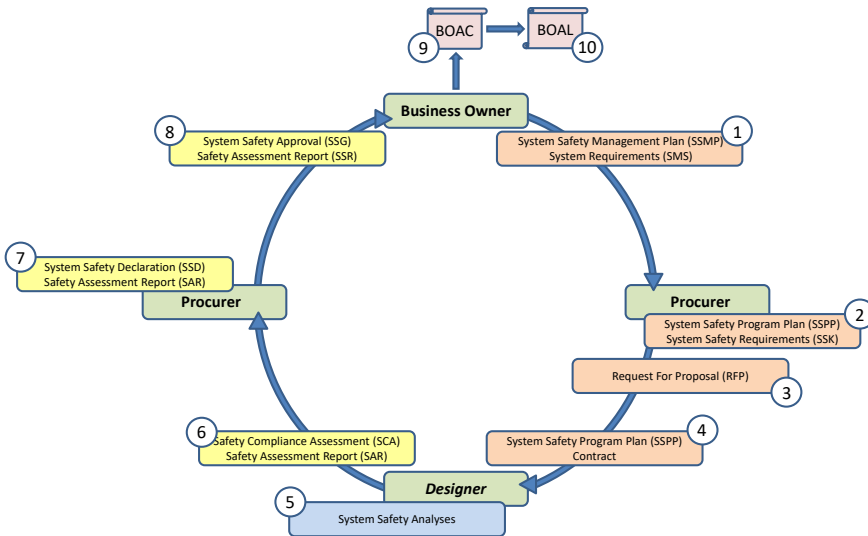 BOAC
BOAL
9
10
Business Owner
8
System Safety Approval (SSG)
Safety Assessment Report (SSR)
1
System Safety Management Plan (SSMP)
System Requirements (SMS)
7
System Safety Declaration (SSD)
Safety Assessment Report (SAR)
Procurer
Procurer
2
System Safety Program Plan (SSPP)
System Safety Requirements (SSK)
Request For Proposal (RFP)
3
6
Safety Compliance Assessment (SCA)
Safety Assessment Report (SAR)
4
System Safety Program Plan (SSPP)
Contract
Designer
5
System Safety Analyses